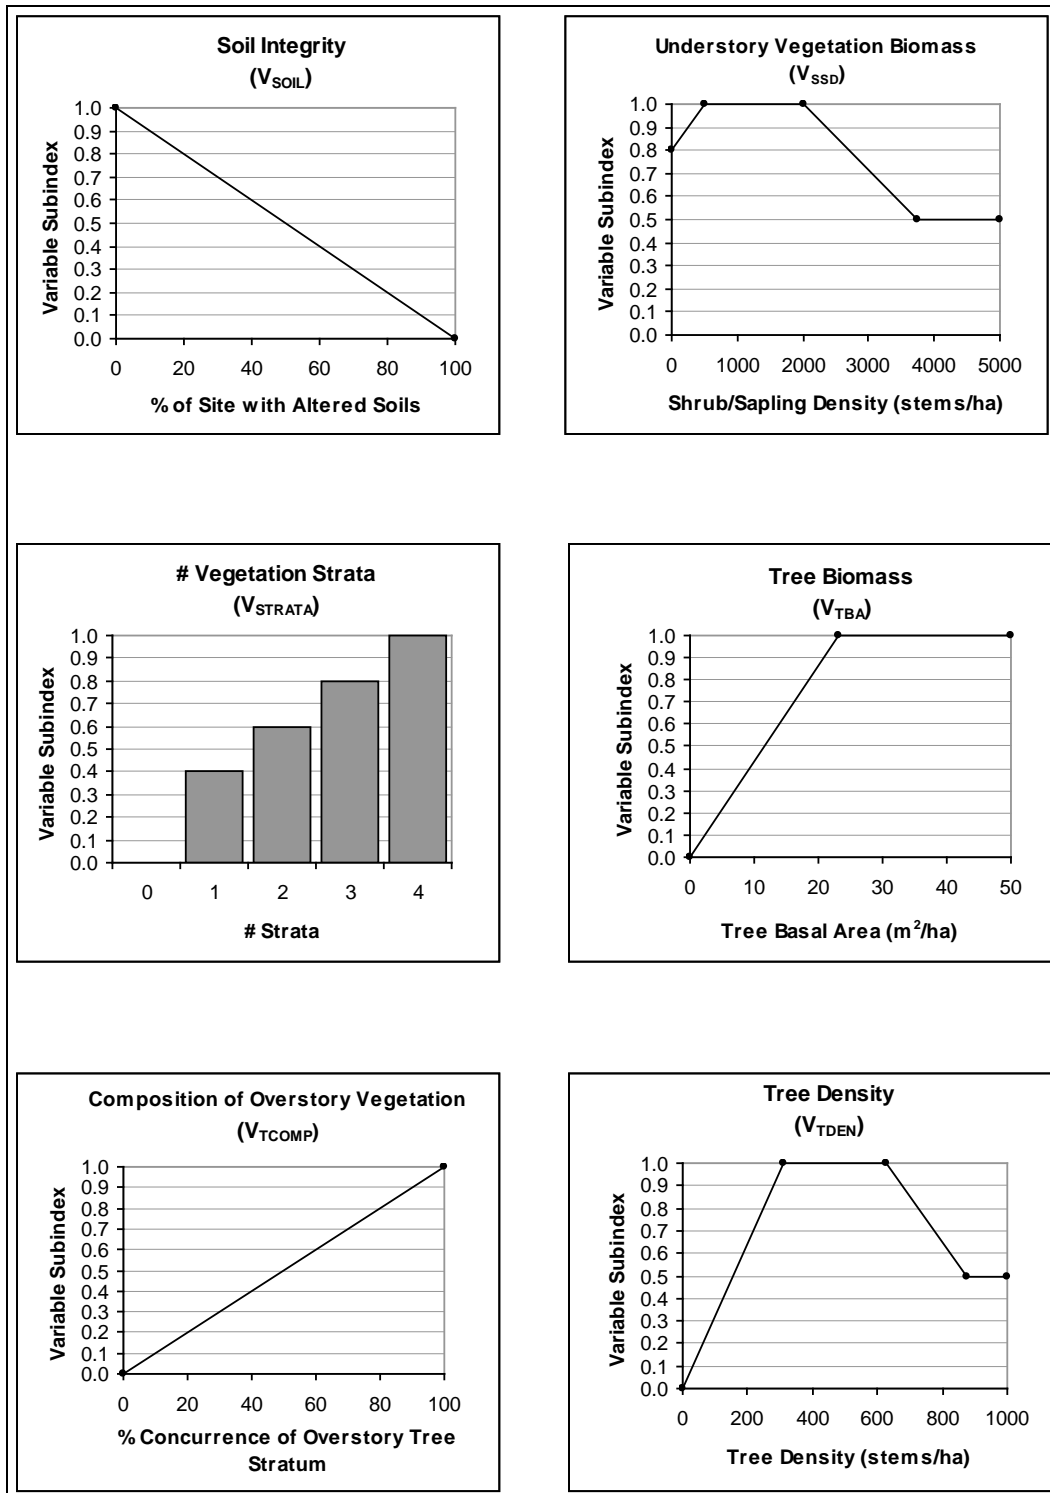 Soil Integrity
(VSOIL)
1.0
0.9
0.8
0.7
0.6
0.5
0.4
0.3
0.2
0.1
0.0
Variable Subindex
0 20 40 60 80 100
% of Site with Altered Soils
Understory Vegetation Biomass
(VSSD)
1.0
0.9
0.8
0.7
0.6
0.5
0.4
0.3
0.2
0.1
0.0
Variable Subindex
0 1000 2000 3000 4000 5000
Shrub/Sapling Density (stems/ha)
# Vegetation Strata
(VSTRATA)
1.0
0.9
0.8
0.7
0.6
0.5
0.4
0.3
0.2
0.1
0.0
Variable Subindex
0 1 2 3 4
# Strata
Tree Biomass
(VTBA)
1.0
0.9
0.8
0.7
0.6
0.5
0.4
0.3
0.2
0.1
0.0
Variable Subindex
0 10 20 30 40 50
Tree Basal Area (m²/ha)
Composition of Overstory Vegetation
(VTCOMP)
1.0
0.9
0.8
0.7
0.6
0.5
0.4
0.3
0.2
0.1
0.0
Variable Subindex
0 20 40 60 80 100
% Concurrence of Overstory Tree
Stratum
Tree Density
(VTDEN)
1.0
0.9
0.8
0.7
0.6
0.5
0.4
0.3
0.2
0.1
0.0
Variable Subindex
0 200 400 600 800 1000
Tree Density (stems/ha)